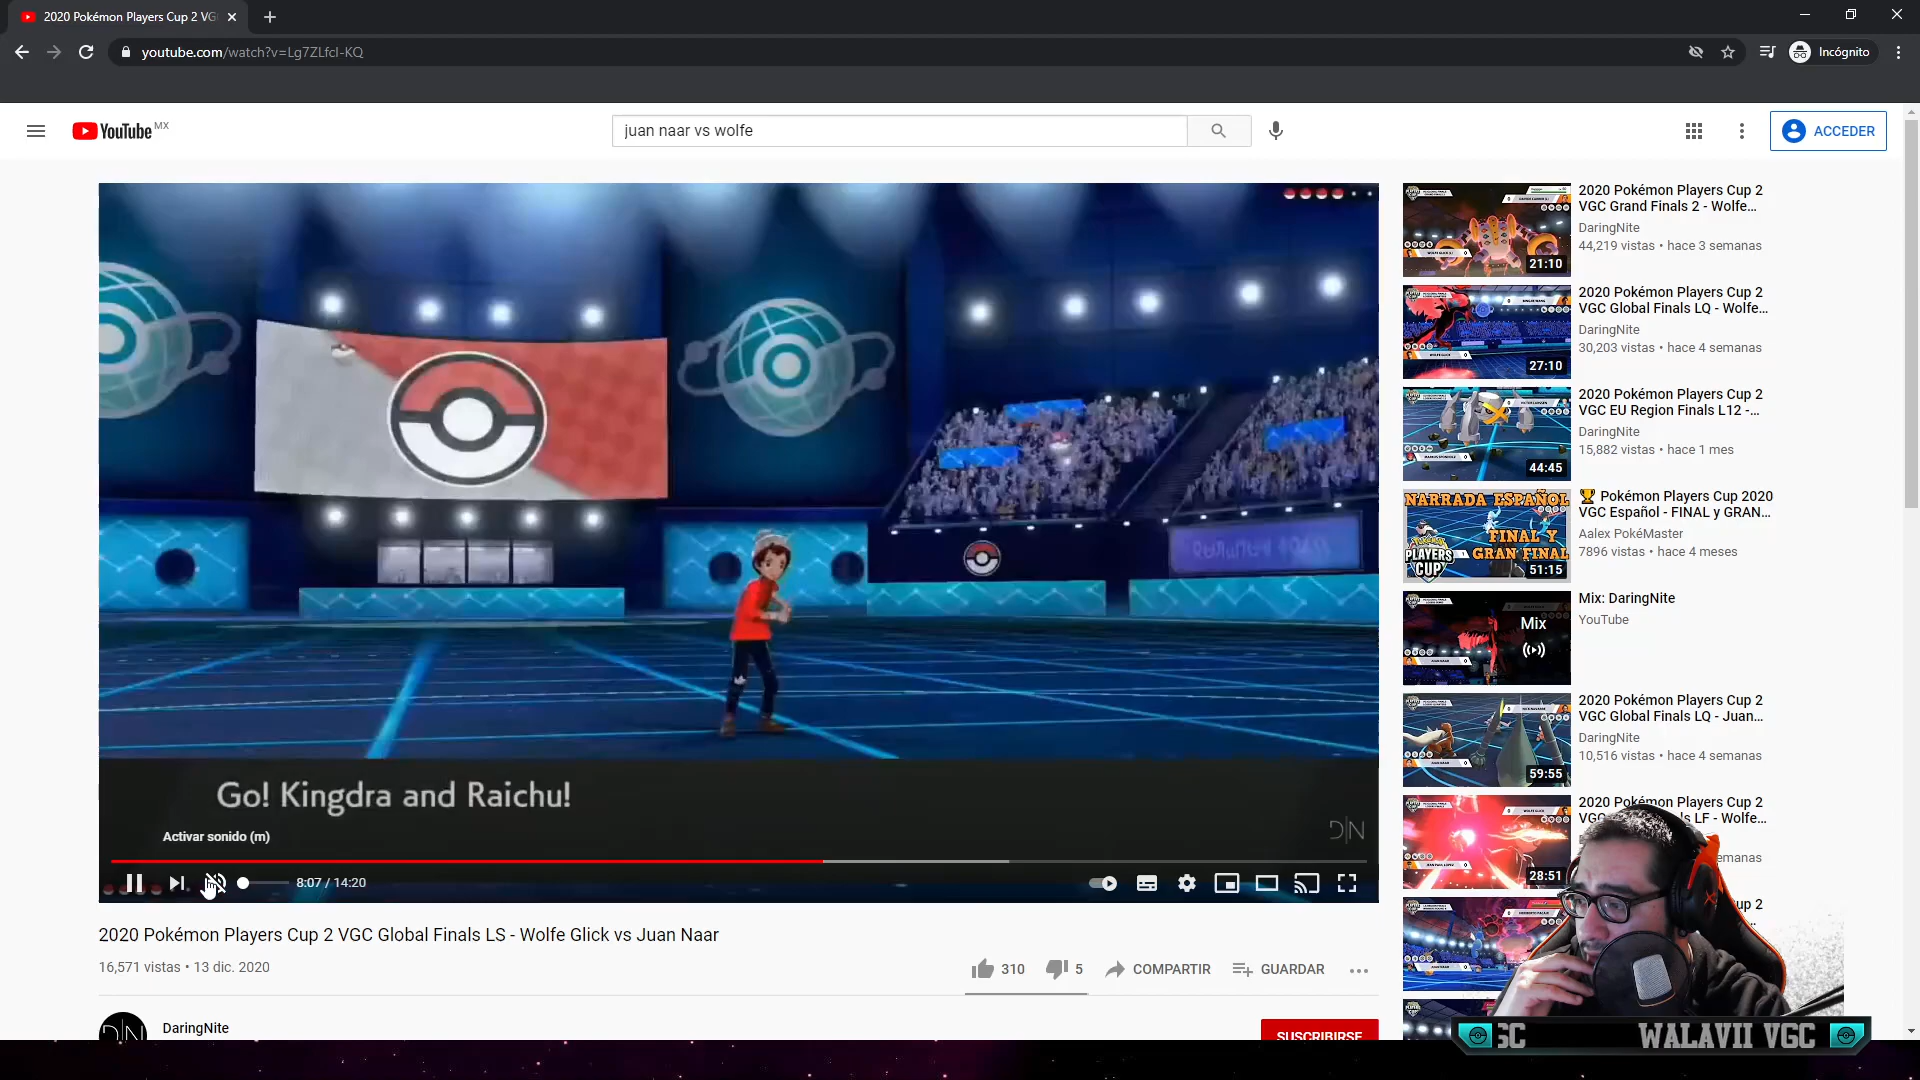 2020 Pokémon Players Cup 2 VG
youtube.com/watch?v=Lg7ZLfcI-KQ
Incógnito
YouTube MX
juan naar vs wolfe
ACCEDER
Go! Kingdra and Raichu!
Activar sonido (m)
D|N
8:07 / 14:20
2020 Pokémon Players Cup 2 VGC Global Finals LS - Wolfe Glick vs Juan Naar
16,571 vistas • 13 dic. 2020
310
5
COMPARTIR
GUARDAR
D|N
DaringNite
SUSCRIBIRSE
2020 Pokémon Players Cup 2
VGC Grand Finals 2 - Wolfe...
DaringNite
44,219 vistas • hace 3 semanas
21:10
2020 Pokémon Players Cup 2
VGC Global Finals LQ - Wolfe...
DaringNite
30,203 vistas • hace 4 semanas
27:10
2020 Pokémon Players Cup 2
VGC EU Region Finals L12 -...
DaringNite
15,882 vistas • hace 1 mes
44:45
NARRADA ESPAÑOL
FINAL Y
GRAN FINAL
PLAYERS
CUP
51:15
🏆 Pokémon Players Cup 2020
VGC Español - FINAL y GRAN...
Aalex PokéMaster
7896 vistas • hace 4 meses
Mix
Mix: DaringNite
YouTube
2020 Pokémon Players Cup 2
VGC Global Finals LQ - Juan...
DaringNite
10,516 vistas • hace 4 semanas
59:55
2020 Pokémon Players Cup 2
LF - Wolfe...
28:51
WALAVII VGC